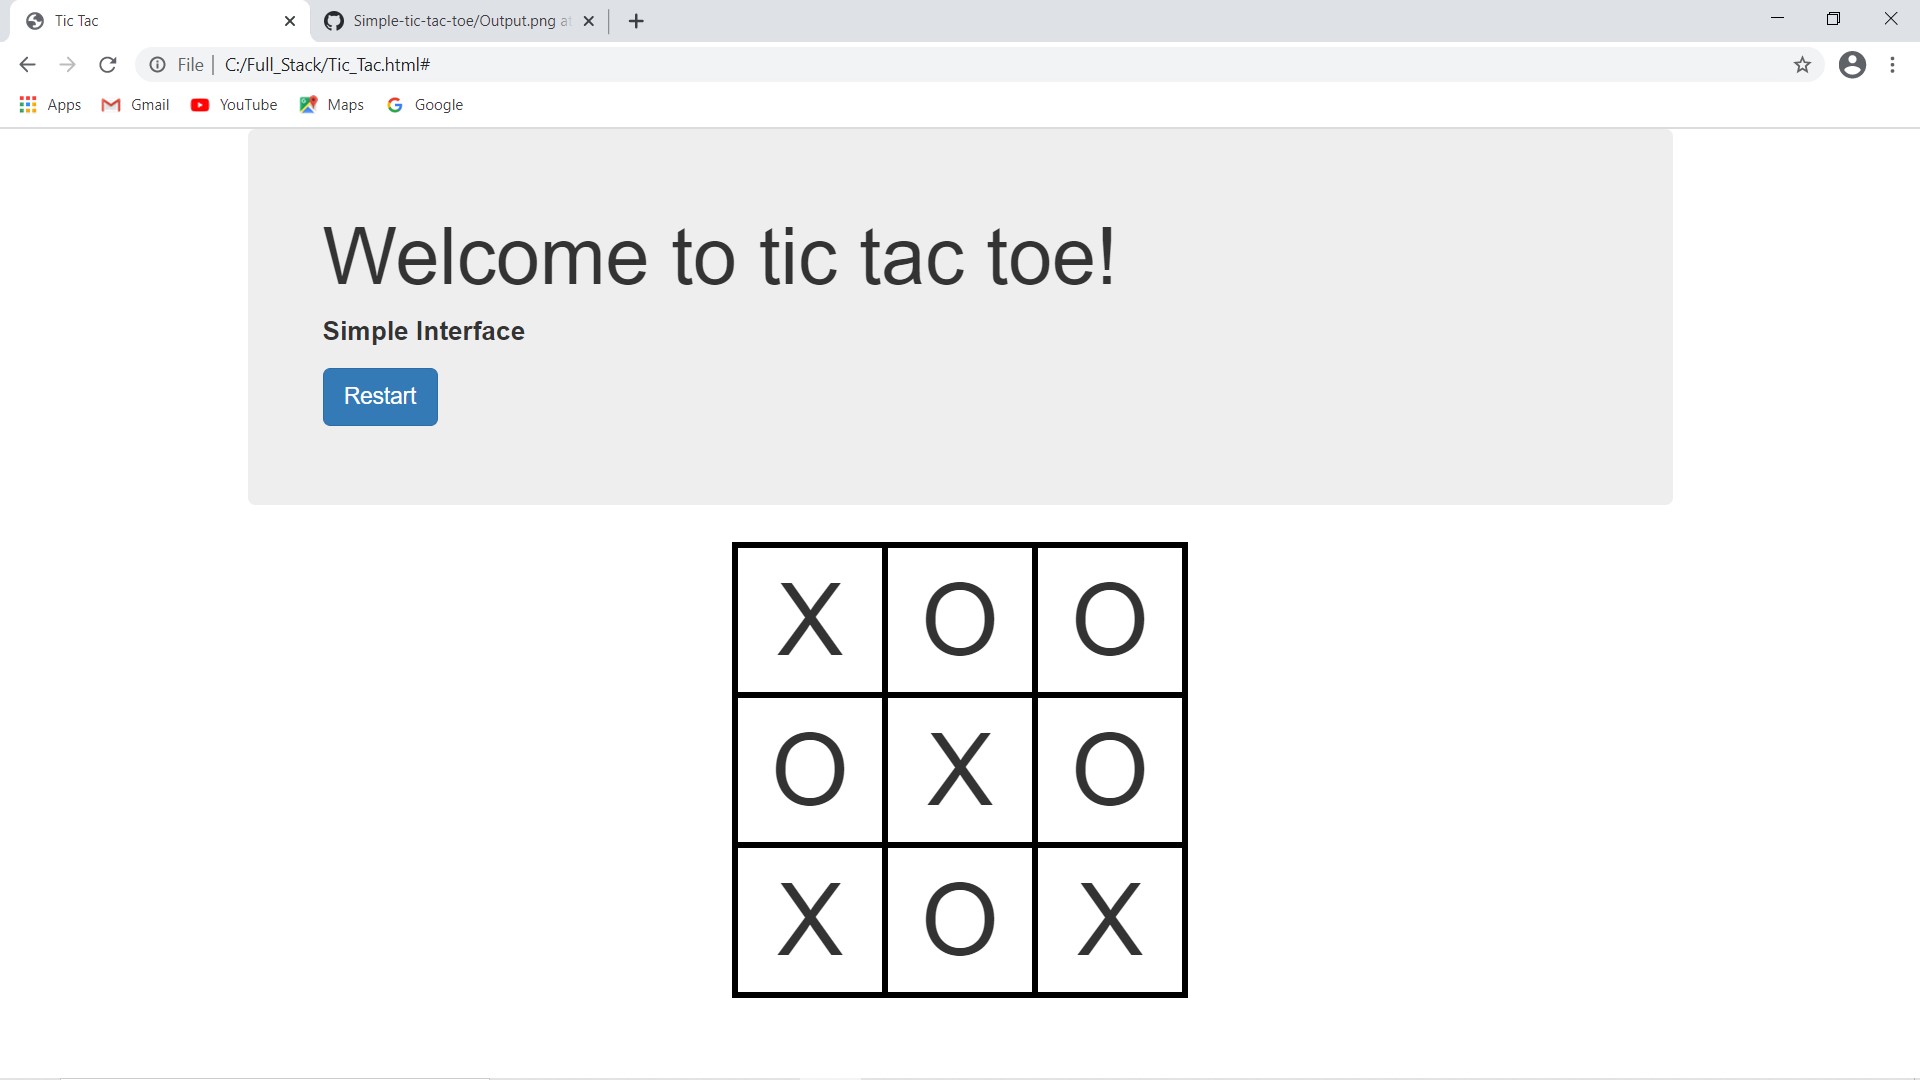 Tic Tac
Simple-tic-tac-toe/Output.png at
File
C:/Full_Stack/Tic_Tac.html#
Apps
Gmail
YouTube
Maps
Google
Welcome to tic tac toe!
Simple Interface
Restart
X O O
O X O
X O X